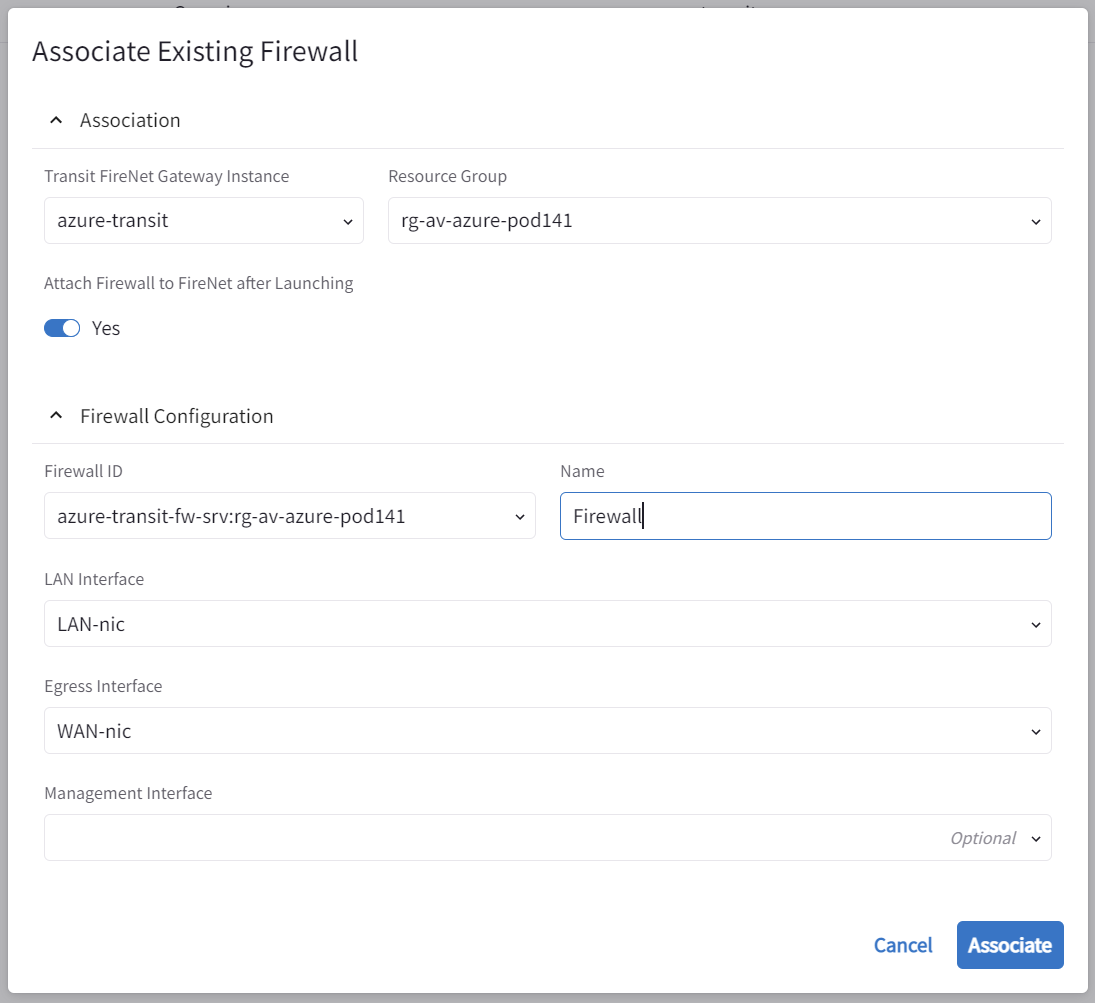 Associate Existing Firewall
Association
Transit FireNet Gateway Instance
Resource Group
azure-transit
rg-av-azure-pod141
Attach Firewall to FireNet after Launching
Yes
Firewall Configuration
Firewall ID
Name
azure-transit-fw-srv:rg-av-azure-pod141
Firewall
LAN Interface
LAN-nic
Egress Interface
WAN-nic
Management Interface
Optional
Cancel
Associate